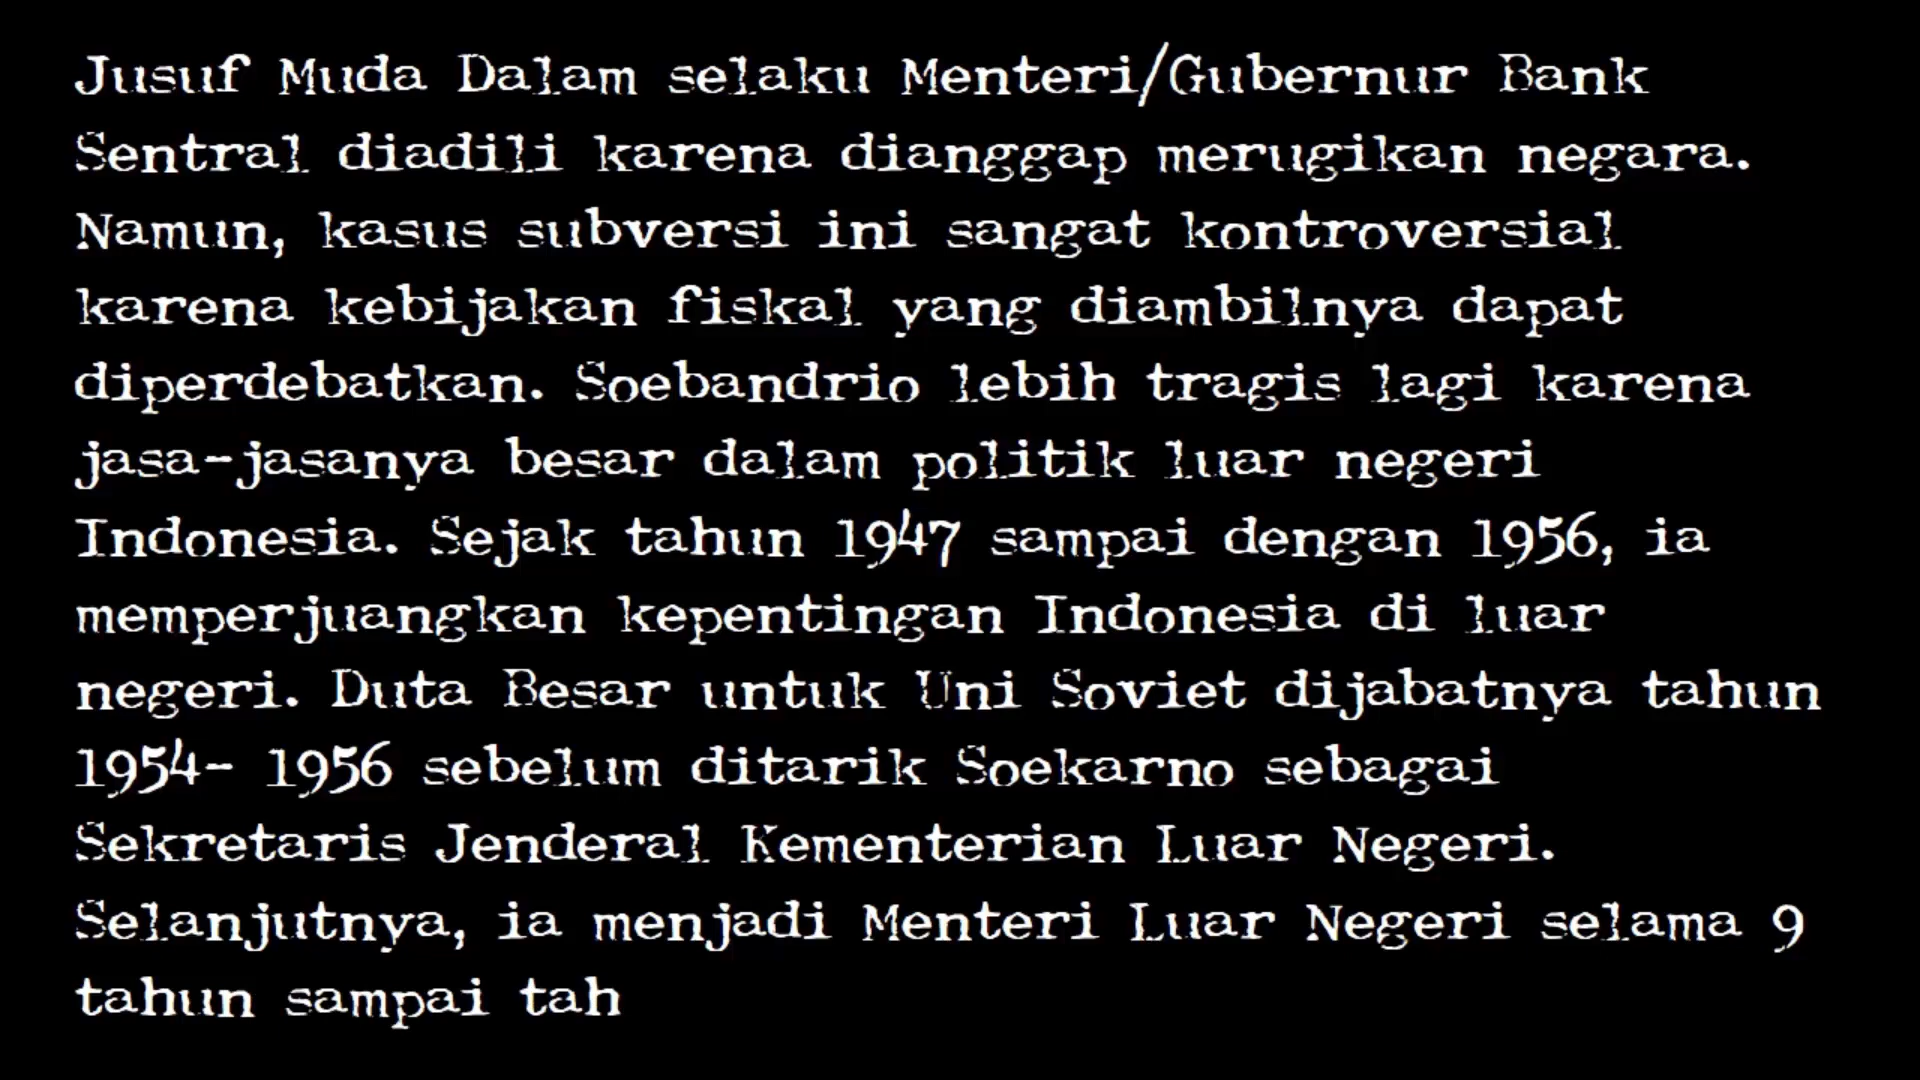 Jusuf Muda Dalam selaku Menteri/Gubernur Bank
Sentral diadili karena dianggap merugikan negara.
Namun, kasus subversi ini sangat kontroversial
karena kebijakan fiskal yang diambilnya dapat
diperdebatkan. Soebandrio lebih tragis lagi karena
jasa-jasanya besar dalam politik luar negeri
Indonesia. Sejak tahun 1947 sampai dengan 1956, ia
memperjuangkan kepentingan Indonesia di luar
negeri. Duta Besar untuk Uni Soviet dijabatnya tahun
1954- 1956 sebelum ditarik Soekarno sebagai
Sekretaris Jenderal Kementerian Luar Negeri.
Selanjutnya, ia menjadi Menteri Luar Negeri selama 9
tahun sampai tah